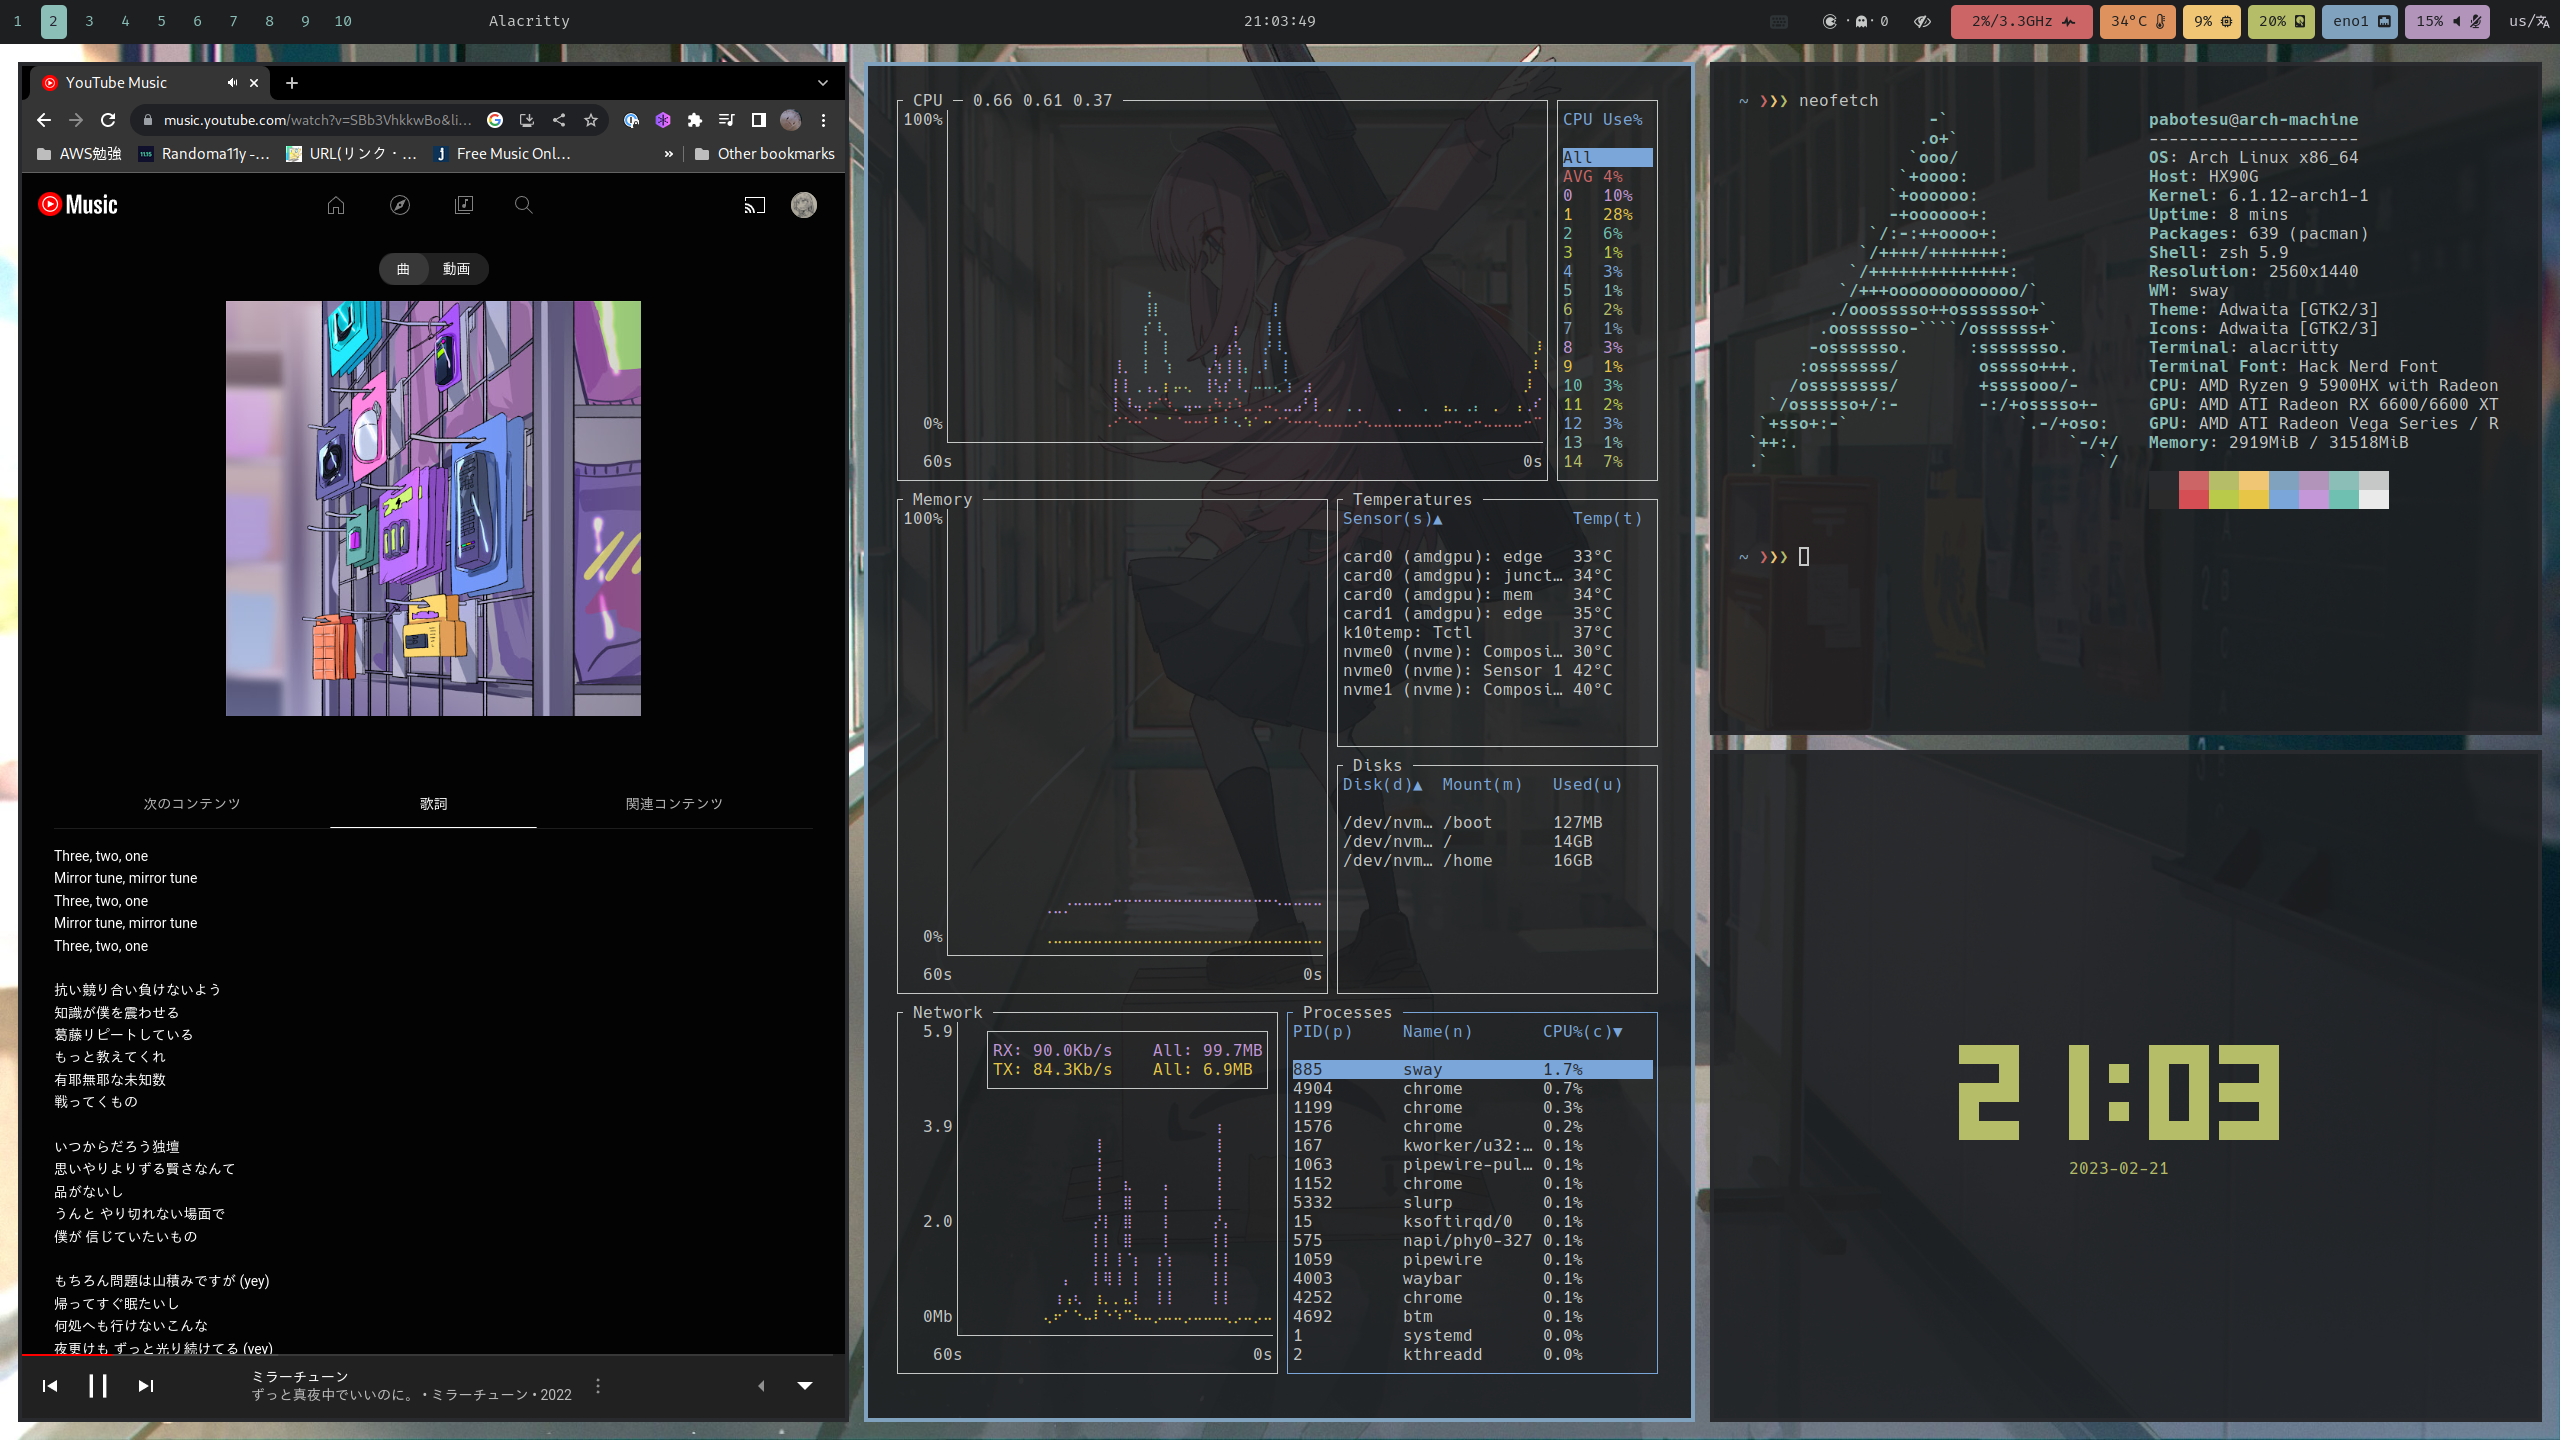 1 2 3 4 5 6 7 8 9 10
Alacritty
21:03:49
0
2%/3.3GHz
34°C
9%
20%
eno1
15%
us/
YouTube Music
music.youtube.com/watch?v=SBb3VhkkwBo&li…
AWS勉強
Randoma11y -…
URL(リンク・…
Free Music Onl…
»
Other bookmarks
Music
曲 動画
次のコンテンツ 歌詞 関連コンテンツ
Three, two, one
Mirror tune, mirror tune
Three, two, one
Mirror tune, mirror tune
Three, two, one
抗い競り合い負けないよう
知識が僕を震わせる
葛藤リピートしている
もっと教えてくれ
有耶無耶な未知数
戦ってくもの
いつからだろう独壇
思いやりよりずる賢さなんて
品がないし
うんと やり切れない場面で
僕が 信じていたいもの
もちろん問題は山積みですが (yey)
帰ってすぐ眠たいし
何処へも行けないこんな
夜更けも ずっと光り続けてる (yey)
ミラーチューン
ずっと真夜中でいいのに。 • ミラーチューン • 2022
CPU — 0.66 0.61 0.37
100%
0%
60s 0s
CPU Use%
All
AVG 4%
0 10%
1 28%
2 6%
3 1%
4 3%
5 1%
6 2%
7 1%
8 3%
9 1%
10 3%
11 2%
12 3%
13 1%
14 7%
Memory
100%
0%
60s 0s
Temperatures
Sensor(s)▲ Temp(t)
card0 (amdgpu): edge 33°C
card0 (amdgpu): junct… 34°C
card0 (amdgpu): mem 34°C
card1 (amdgpu): edge 35°C
k10temp: Tctl 37°C
nvme0 (nvme): Composi… 30°C
nvme0 (nvme): Sensor 1 42°C
nvme1 (nvme): Composi… 40°C
Disks
Disk(d)▲ Mount(m) Used(u)
/dev/nvm… /boot 127MB
/dev/nvm… / 14GB
/dev/nvm… /home 16GB
Network
5.9
RX: 90.0Kb/s All: 99.7MB
TX: 84.3Kb/s All: 6.9MB
3.9
2.0
0Mb
60s 0s
Processes
PID(p) Name(n) CPU%(c)▼
885 sway 1.7%
4904 chrome 0.7%
1199 chrome 0.3%
1576 chrome 0.2%
167 kworker/u32:… 0.1%
1063 pipewire-pul… 0.1%
1152 chrome 0.1%
5332 slurp 0.1%
15 ksoftirqd/0 0.1%
575 napi/phy0-327 0.1%
1059 pipewire 0.1%
4003 waybar 0.1%
4252 chrome 0.1%
4692 btm 0.1%
1 systemd 0.0%
2 kthreadd 0.0%
~ ❯❯❯ neofetch
-`
.o+`
`ooo/
`+oooo:
`+oooooo:
-+oooooo+:
`/:-:++oooo+:
`/++++/+++++++:
`/++++++++++++++:
`/+++ooooooooooooo/`
./ooosssso++osssssso+`
.oossssso-````/ossssss+`
-osssssso. :ssssssso.
:osssssss/ osssso+++.
/ossssssss/ +ssssooo/-
`/ossssso+/:- -:/+osssso+-
`+sso+:-` `.-/+oso:
`++:. `-/+/
.` `/
pabotesu@arch-machine
---------------------
OS: Arch Linux x86_64
Host: HX90G
Kernel: 6.1.12-arch1-1
Uptime: 8 mins
Packages: 639 (pacman)
Shell: zsh 5.9
Resolution: 2560x1440
WM: sway
Theme: Adwaita [GTK2/3]
Icons: Adwaita [GTK2/3]
Terminal: alacritty
Terminal Font: Hack Nerd Font
CPU: AMD Ryzen 9 5900HX with Radeon
GPU: AMD ATI Radeon RX 6600/6600 XT
GPU: AMD ATI Radeon Vega Series / R
Memory: 2919MiB / 31518MiB
~ ❯❯❯
21:03
2023-02-21